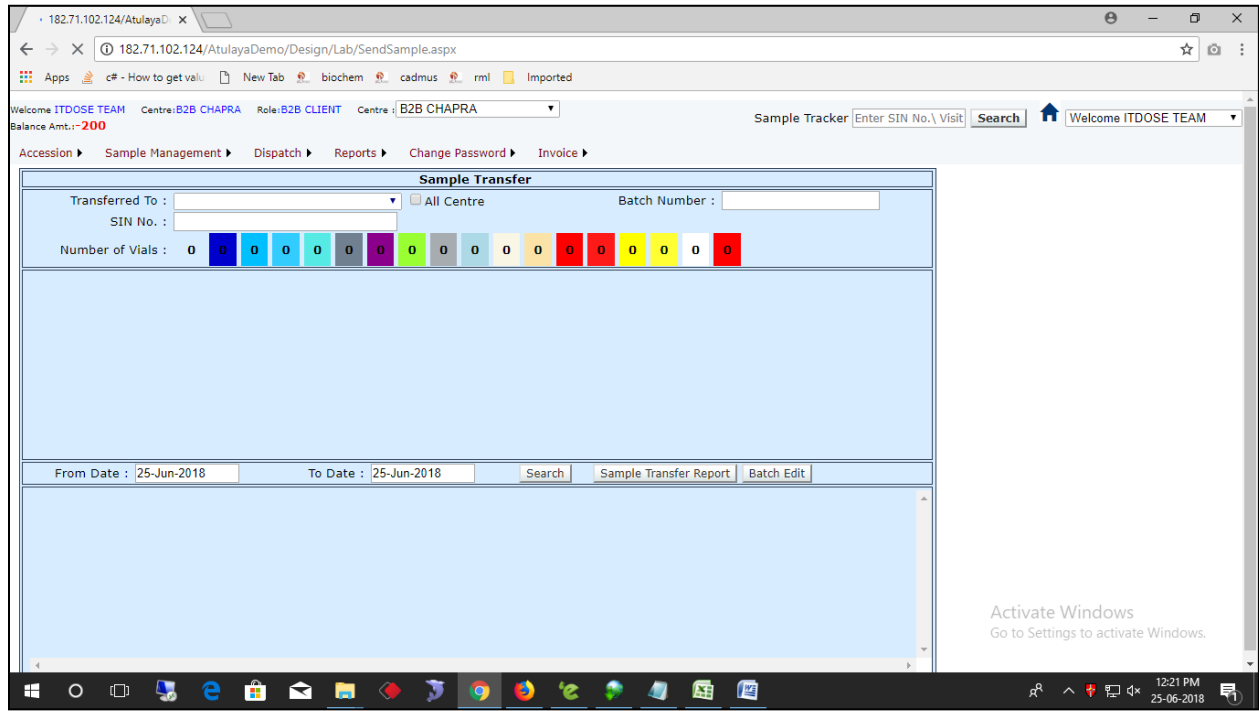 182.71.102.124/AtulayaD
182.71.102.124/AtulayaDemo/Design/Lab/SendSample.aspx
Apps c# - How to get valu New Tab biochem cadmus rml Imported
Welcome ITDOSE TEAM Centre:B2B CHAPRA Role:B2B CLIENT Centre : B2B CHAPRA
Balance Amt.:-200
Sample Tracker Enter SIN No.\ Visit Search Welcome ITDOSE TEAM
Accession Sample Management Dispatch Reports Change Password Invoice
Sample Transfer
Transferred To : All Centre Batch Number :
SIN No. :
Number of Vials : 0 0 0 0 0 0 0 0 0 0 0 0 0 0 0 0 0 0
From Date : 25-Jun-2018 To Date : 25-Jun-2018 Search Sample Transfer Report Batch Edit
Activate Windows
Go to Settings to activate Windows.
12:21 PM
25-06-2018
1